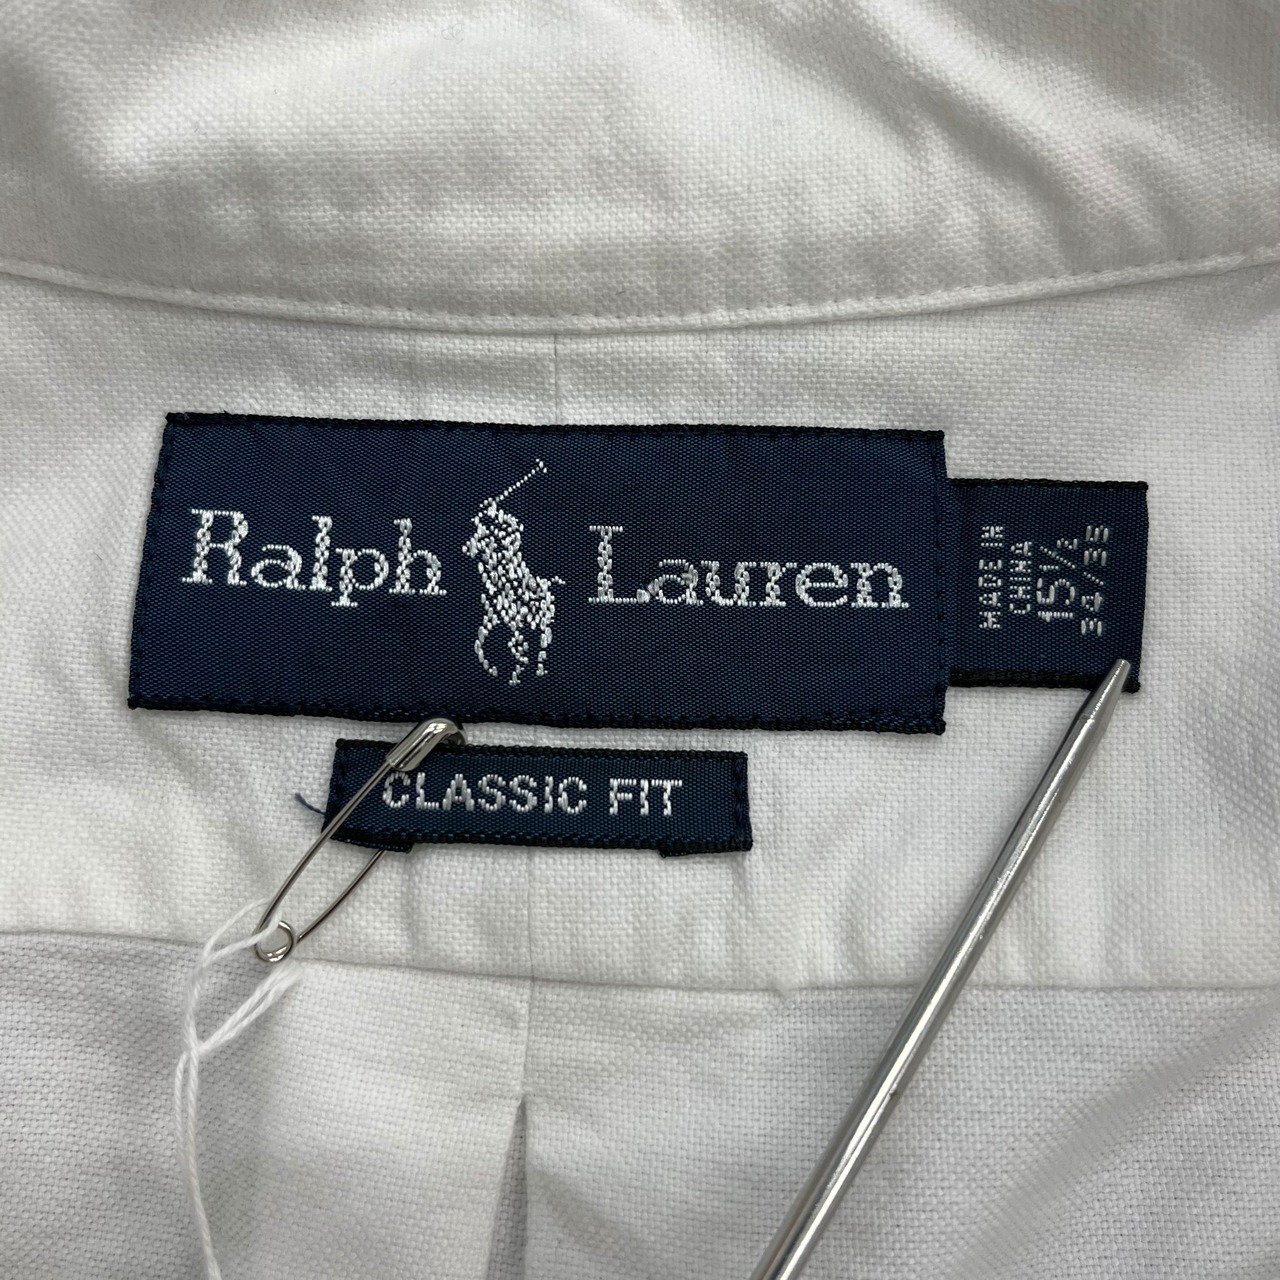 Ralph Lauren
MADE IN
CHINA
15½
34/35
CLASSIC FIT